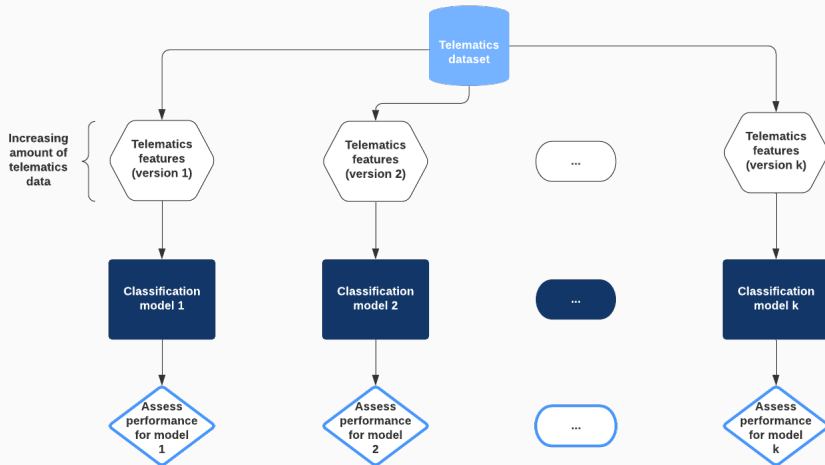 Telematics
dataset
Increasing
amount of
telematics
data
Telematics
features
(version 1)
Telematics
features
(version 2)
...
Telematics
features
(version k)
Classification
model 1
Classification
model 2
...
Classification
model k
Assess
performance
for model
1
Assess
performance
for model
2
...
Assess
performance
for model
k